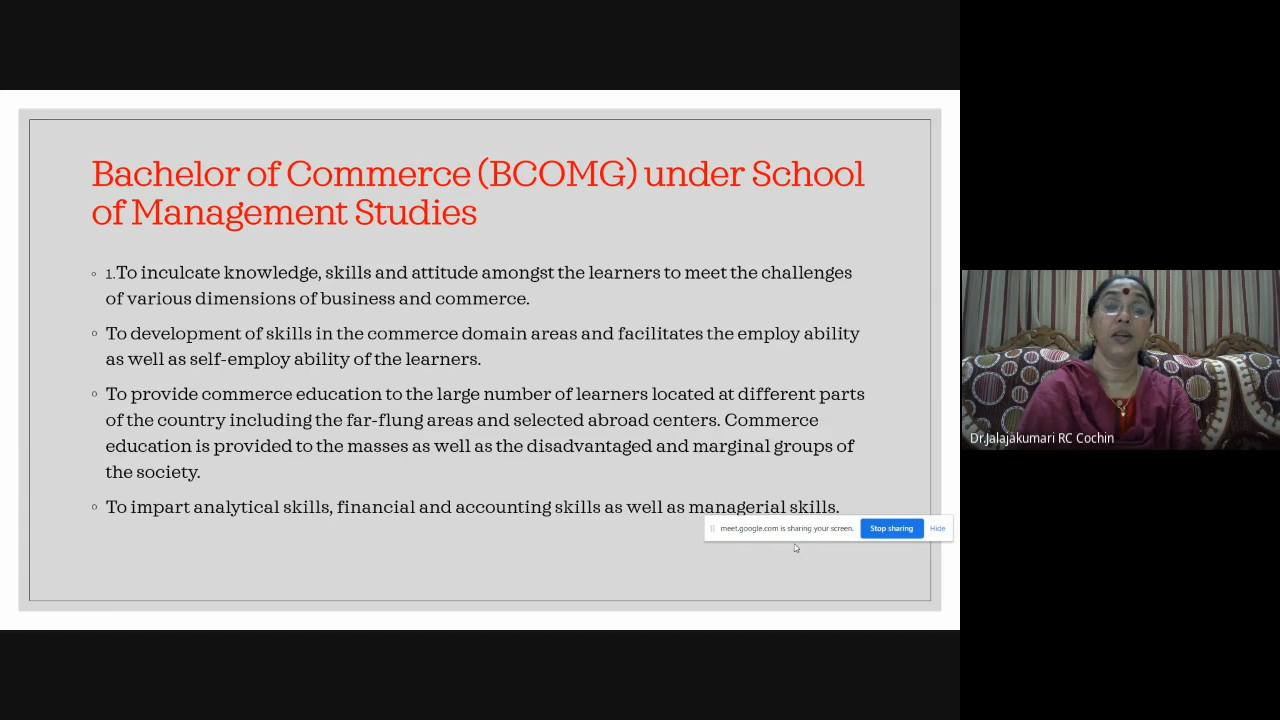 Bachelor of Commerce (BCOMG) under School
of Management Studies
◦ 1.To inculcate knowledge, skills and attitude amongst the learners to meet the challenges
of various dimensions of business and commerce.
◦ To development of skills in the commerce domain areas and facilitates the employ ability
as well as self-employ ability of the learners.
◦ To provide commerce education to the large number of learners located at different parts
of the country including the far-flung areas and selected abroad centers. Commerce
education is provided to the masses as well as the disadvantaged and marginal groups of
the society.
◦ To impart analytical skills, financial and accounting skills as well as managerial skills.
meet.google.com is sharing your screen. Stop sharing Hide
Dr.Jalajakumari RC Cochin